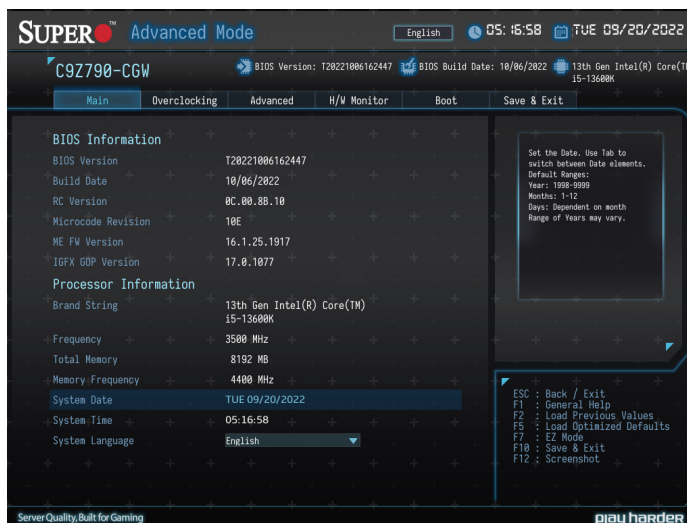 SUPER™ Advanced Mode
English
05:16:58
TUE 09/20/2022
C9Z790-CGW
BIOS Version: T20221006162447
BIOS Build Date: 10/06/2022
13th Gen Intel(R) Core(T
i5-13600K
Main Overclocking Advanced H/W Monitor Boot Save & Exit
BIOS Information
BIOS Version T20221006162447
Build Date 10/06/2022
RC Version 0C.00.8B.10
Microcode Revision 10E
ME FW Version 16.1.25.1917
IGFX GOP Version 17.0.1077
Processor Information
Brand String 13th Gen Intel(R) Core(TM)
i5-13600K
Frequency 3500 MHz
Total Memory 8192 MB
Memory Frequency 4400 MHz
System Date TUE 09/20/2022
System Time 05:16:58
System Language English
Set the Date. Use Tab to
switch between Date elements.
Default Ranges:
Year: 1998-9999
Months: 1-12
Days: Dependent on month
Range of Years may vary.
ESC : Back / Exit
F1 : General Help
F2 : Load Previous Values
F5 : Load Optimized Defaults
F7 : EZ Mode
F10 : Save & Exit
F12 : Screenshot
Server Quality, Built for Gaming
play harder